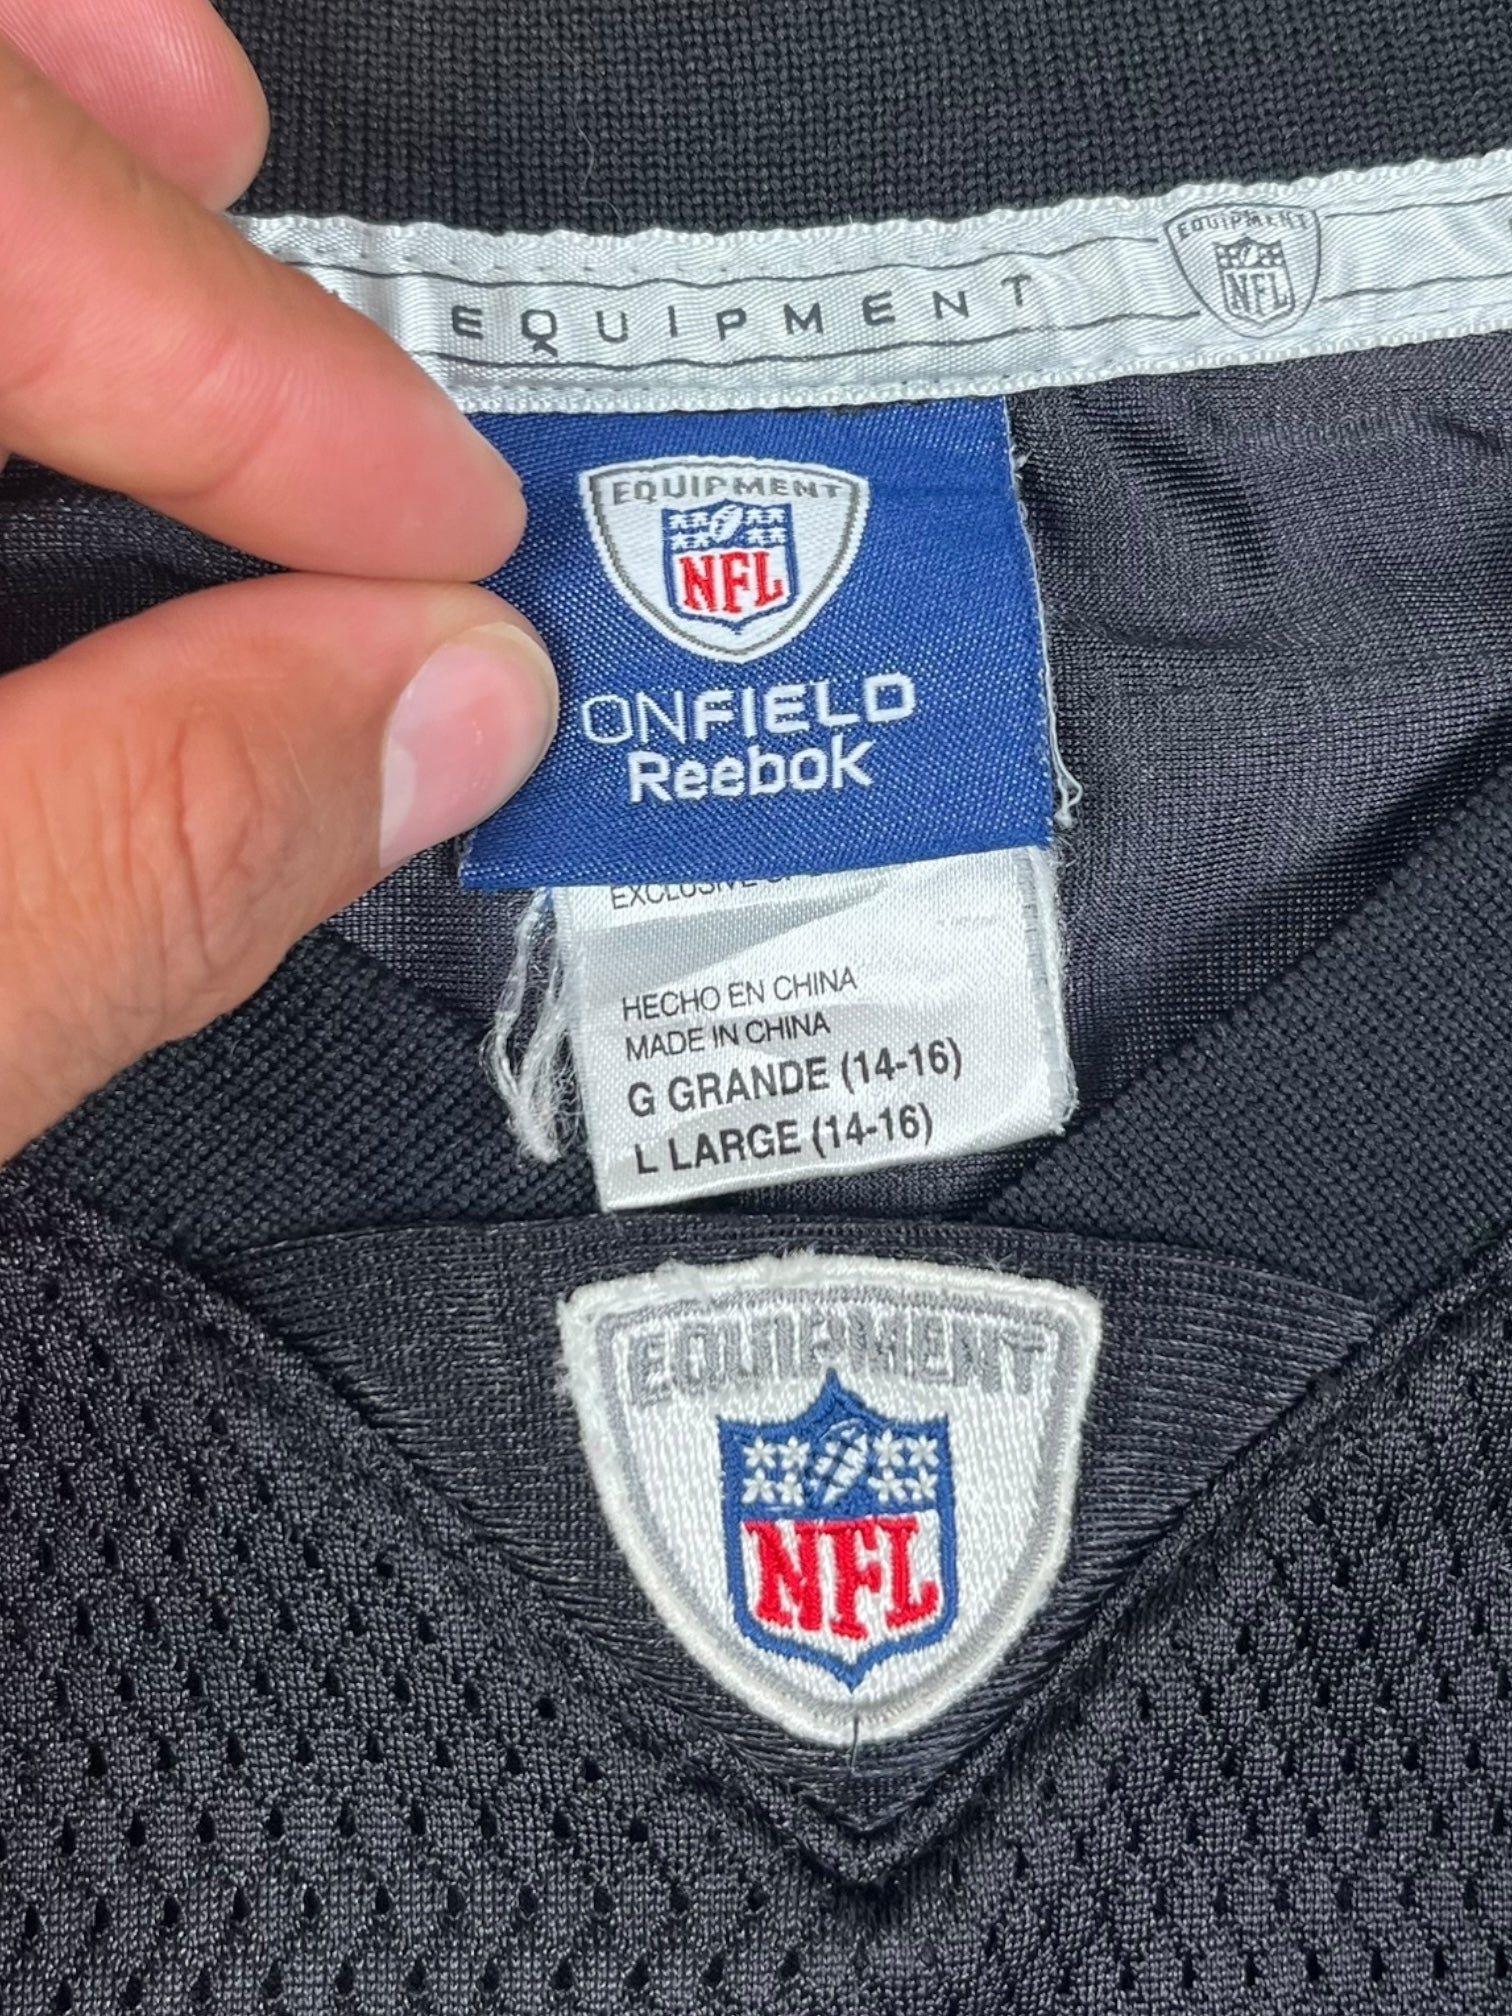 EQUIPMENT
EQUIPMENT
NFL
EQUIPMENT
NFL
ONFIELD
Reebok
EXCLUSIVE
HECHO EN CHINA
MADE IN CHINA
G GRANDE (14-16)
L LARGE (14-16)
EQUIPMENT
NFL